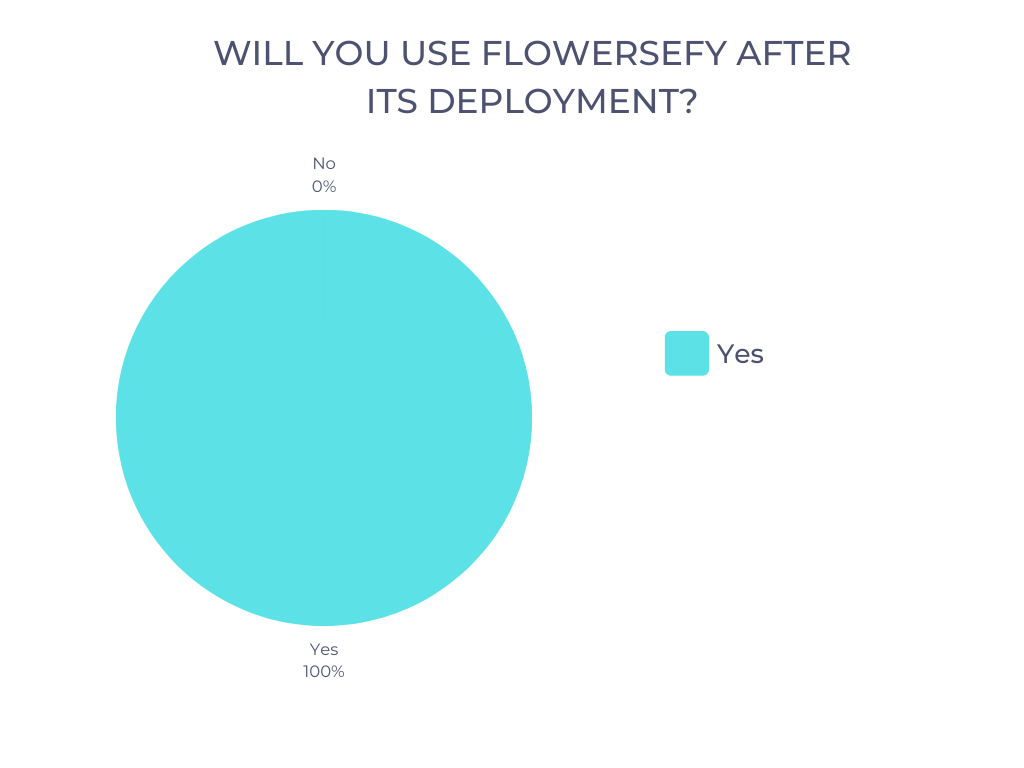 WILL YOU USE FLOWERSEFY AFTER
ITS DEPLOYMENT?
No
0%
Yes
Yes
100%